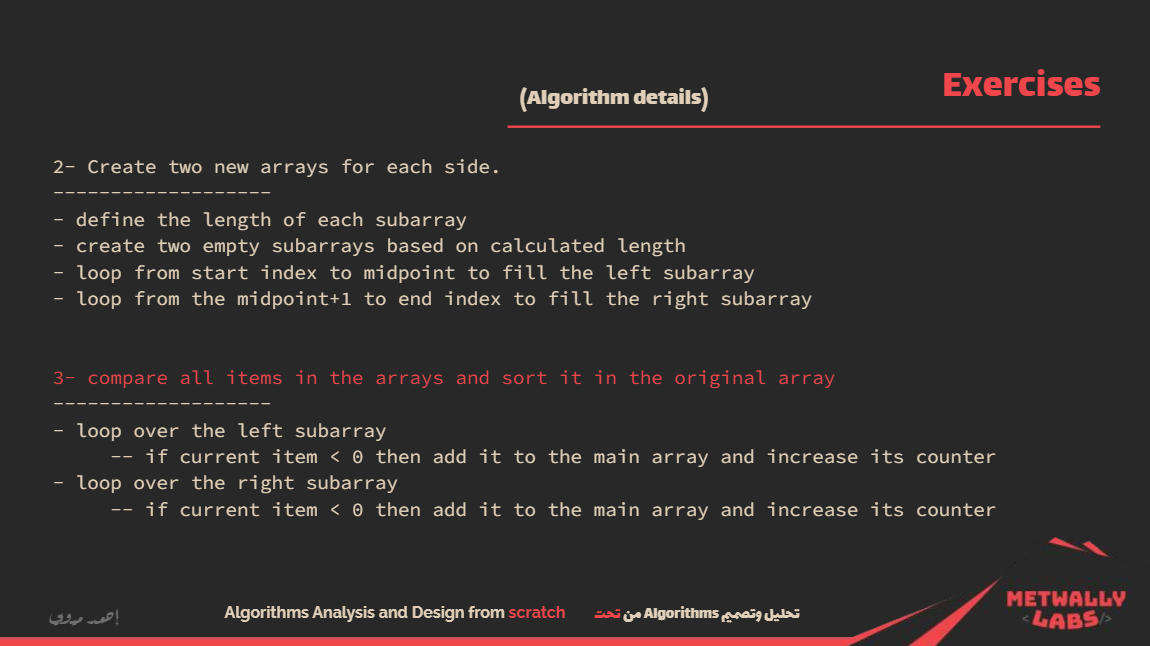 Exercises
(Algorithm details)
2- Create two new arrays for each side.
-------------------
- define the length of each subarray
- create two empty subarrays based on calculated length
- loop from start index to midpoint to fill the left subarray
- loop from the midpoint+1 to end index to fill the right subarray
3- compare all items in the arrays and sort it in the original array
-------------------
- loop over the left subarray
-- if current item < 0 then add it to the main array and increase its counter
- loop over the right subarray
-- if current item < 0 then add it to the main array and increase its counter
Algorithms Analysis and Design from scratch
تحليل وتصميم Algorithms من تحت
METWALLY
<LABS/>